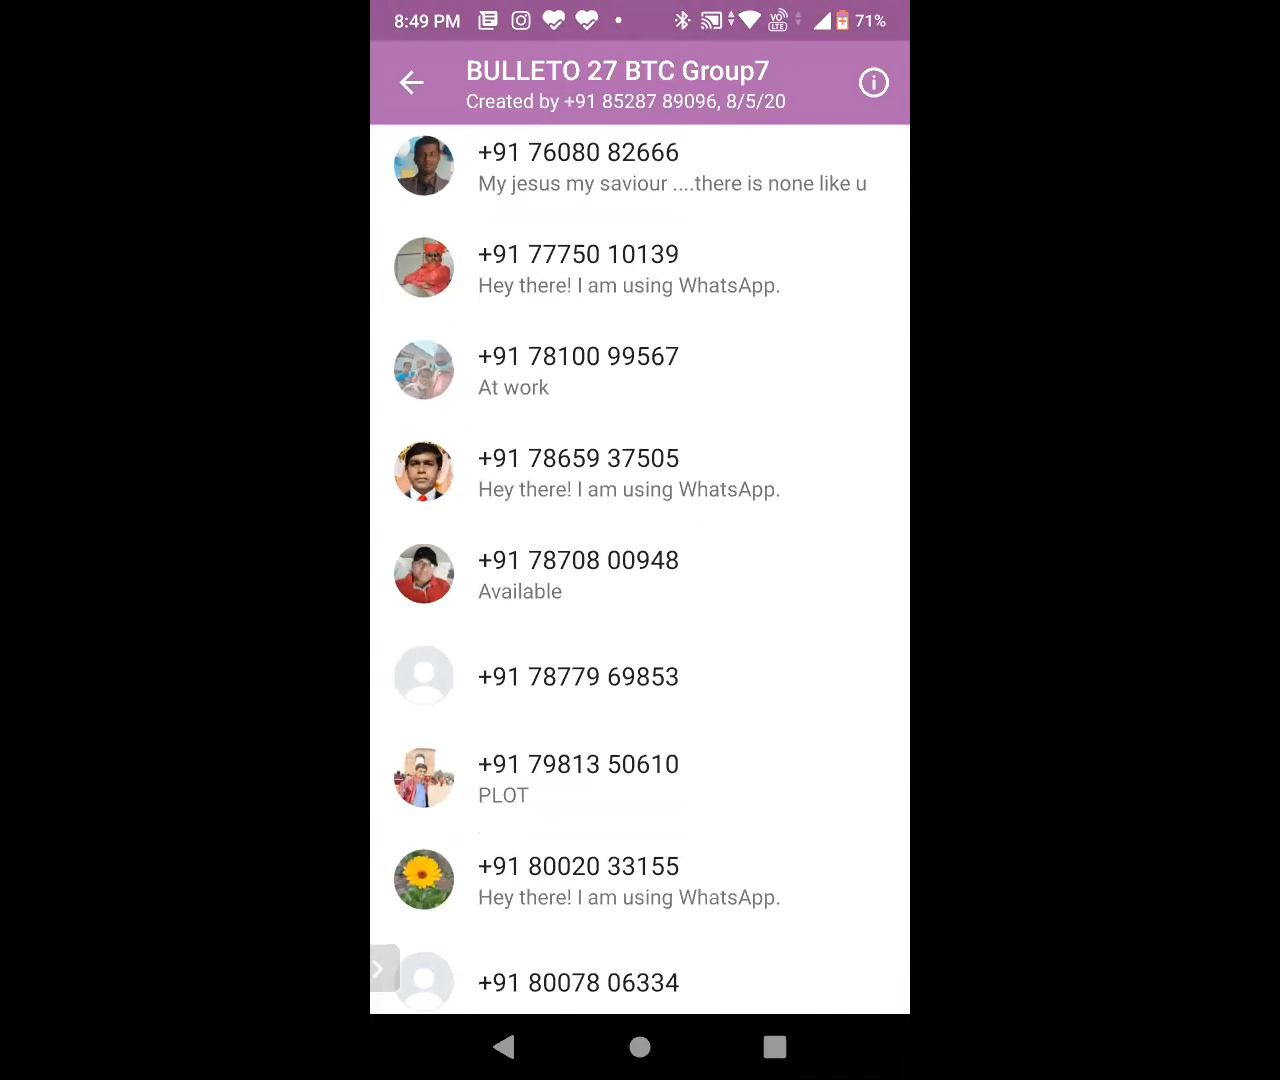 8:49 PM VO LTE 71%
BULLETO 27 BTC Group7
Created by +91 85287 89096, 8/5/20
+91 76080 82666
My jesus my saviour ....there is none like u
+91 77750 10139
Hey there! I am using WhatsApp.
+91 78100 99567
At work
+91 78659 37505
Hey there! I am using WhatsApp.
+91 78708 00948
Available
+91 78779 69853
+91 79813 50610
PLOT
+91 80020 33155
Hey there! I am using WhatsApp.
+91 80078 06334